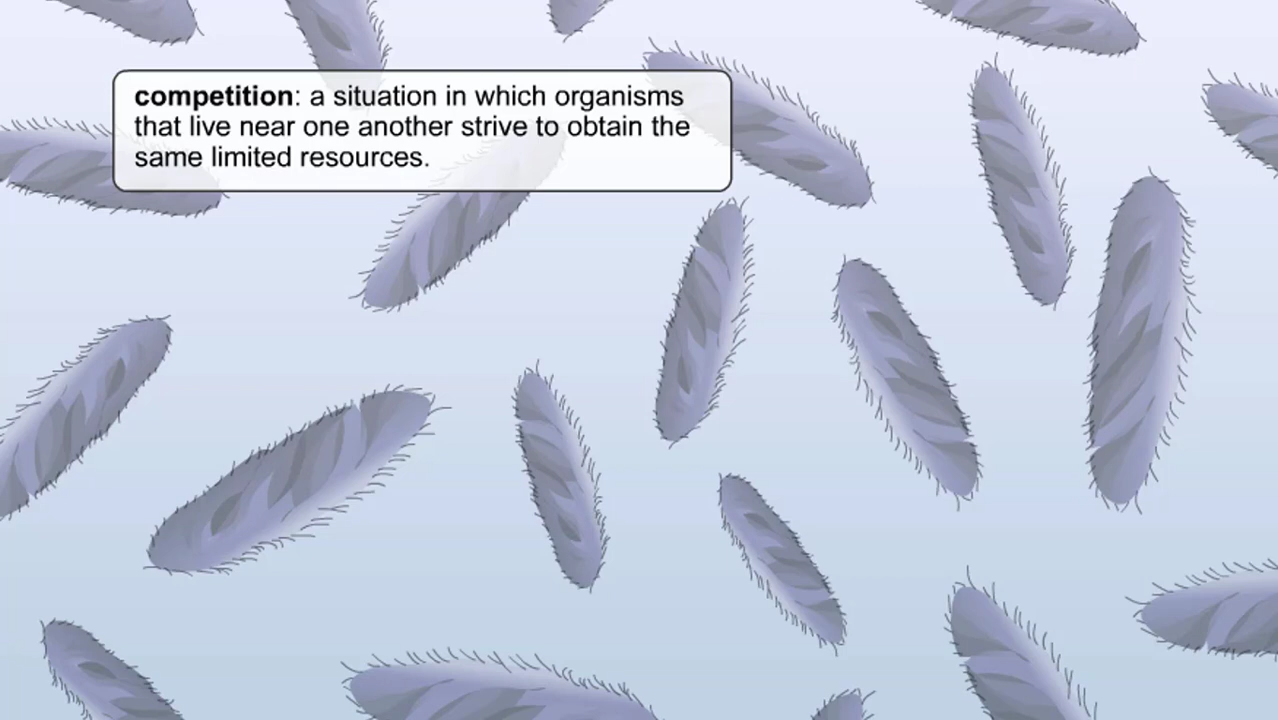 competition: a situation in which organisms
that live near one another strive to obtain the
same limited resources.